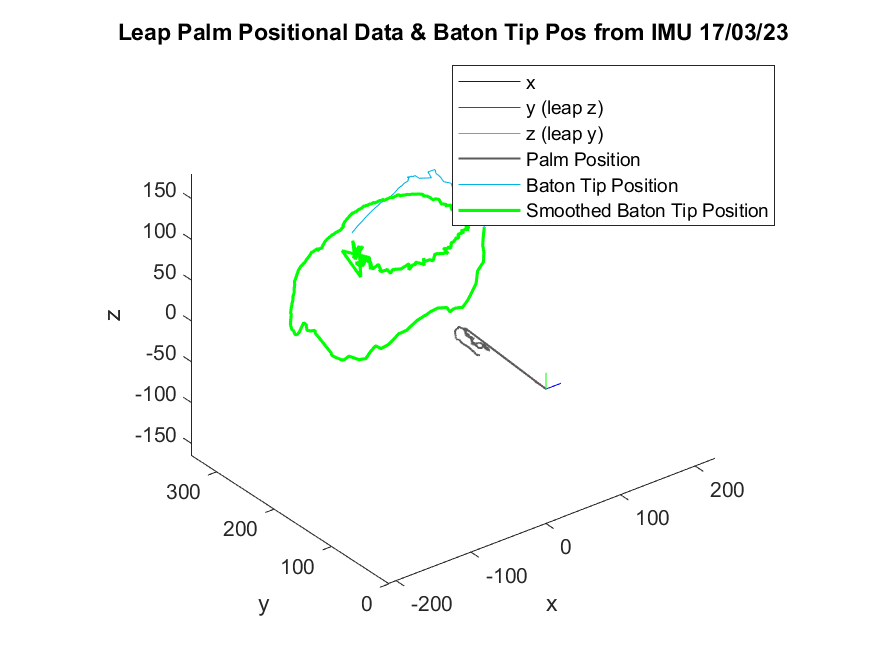 Leap Palm Positional Data & Baton Tip Pos from IMU 17/03/23
x
y (leap z)
z (leap y)
Palm Position
Baton Tip Position
Smoothed Baton Tip Position
150
100
50
0
-50
-100
-150
z
300
200
100
0
y
-200
-100
0
100
200
x